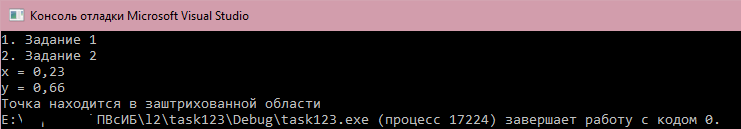 Консоль отладки Microsoft Visual Studio
1. Задание 1
2. Задание 2
x = 0,23
y = 0,66
Точка находится в заштрихованной области
E:\ ПВсИБ\l2\task123\Debug\task123.exe (процесс 17224) завершает работу с кодом 0.